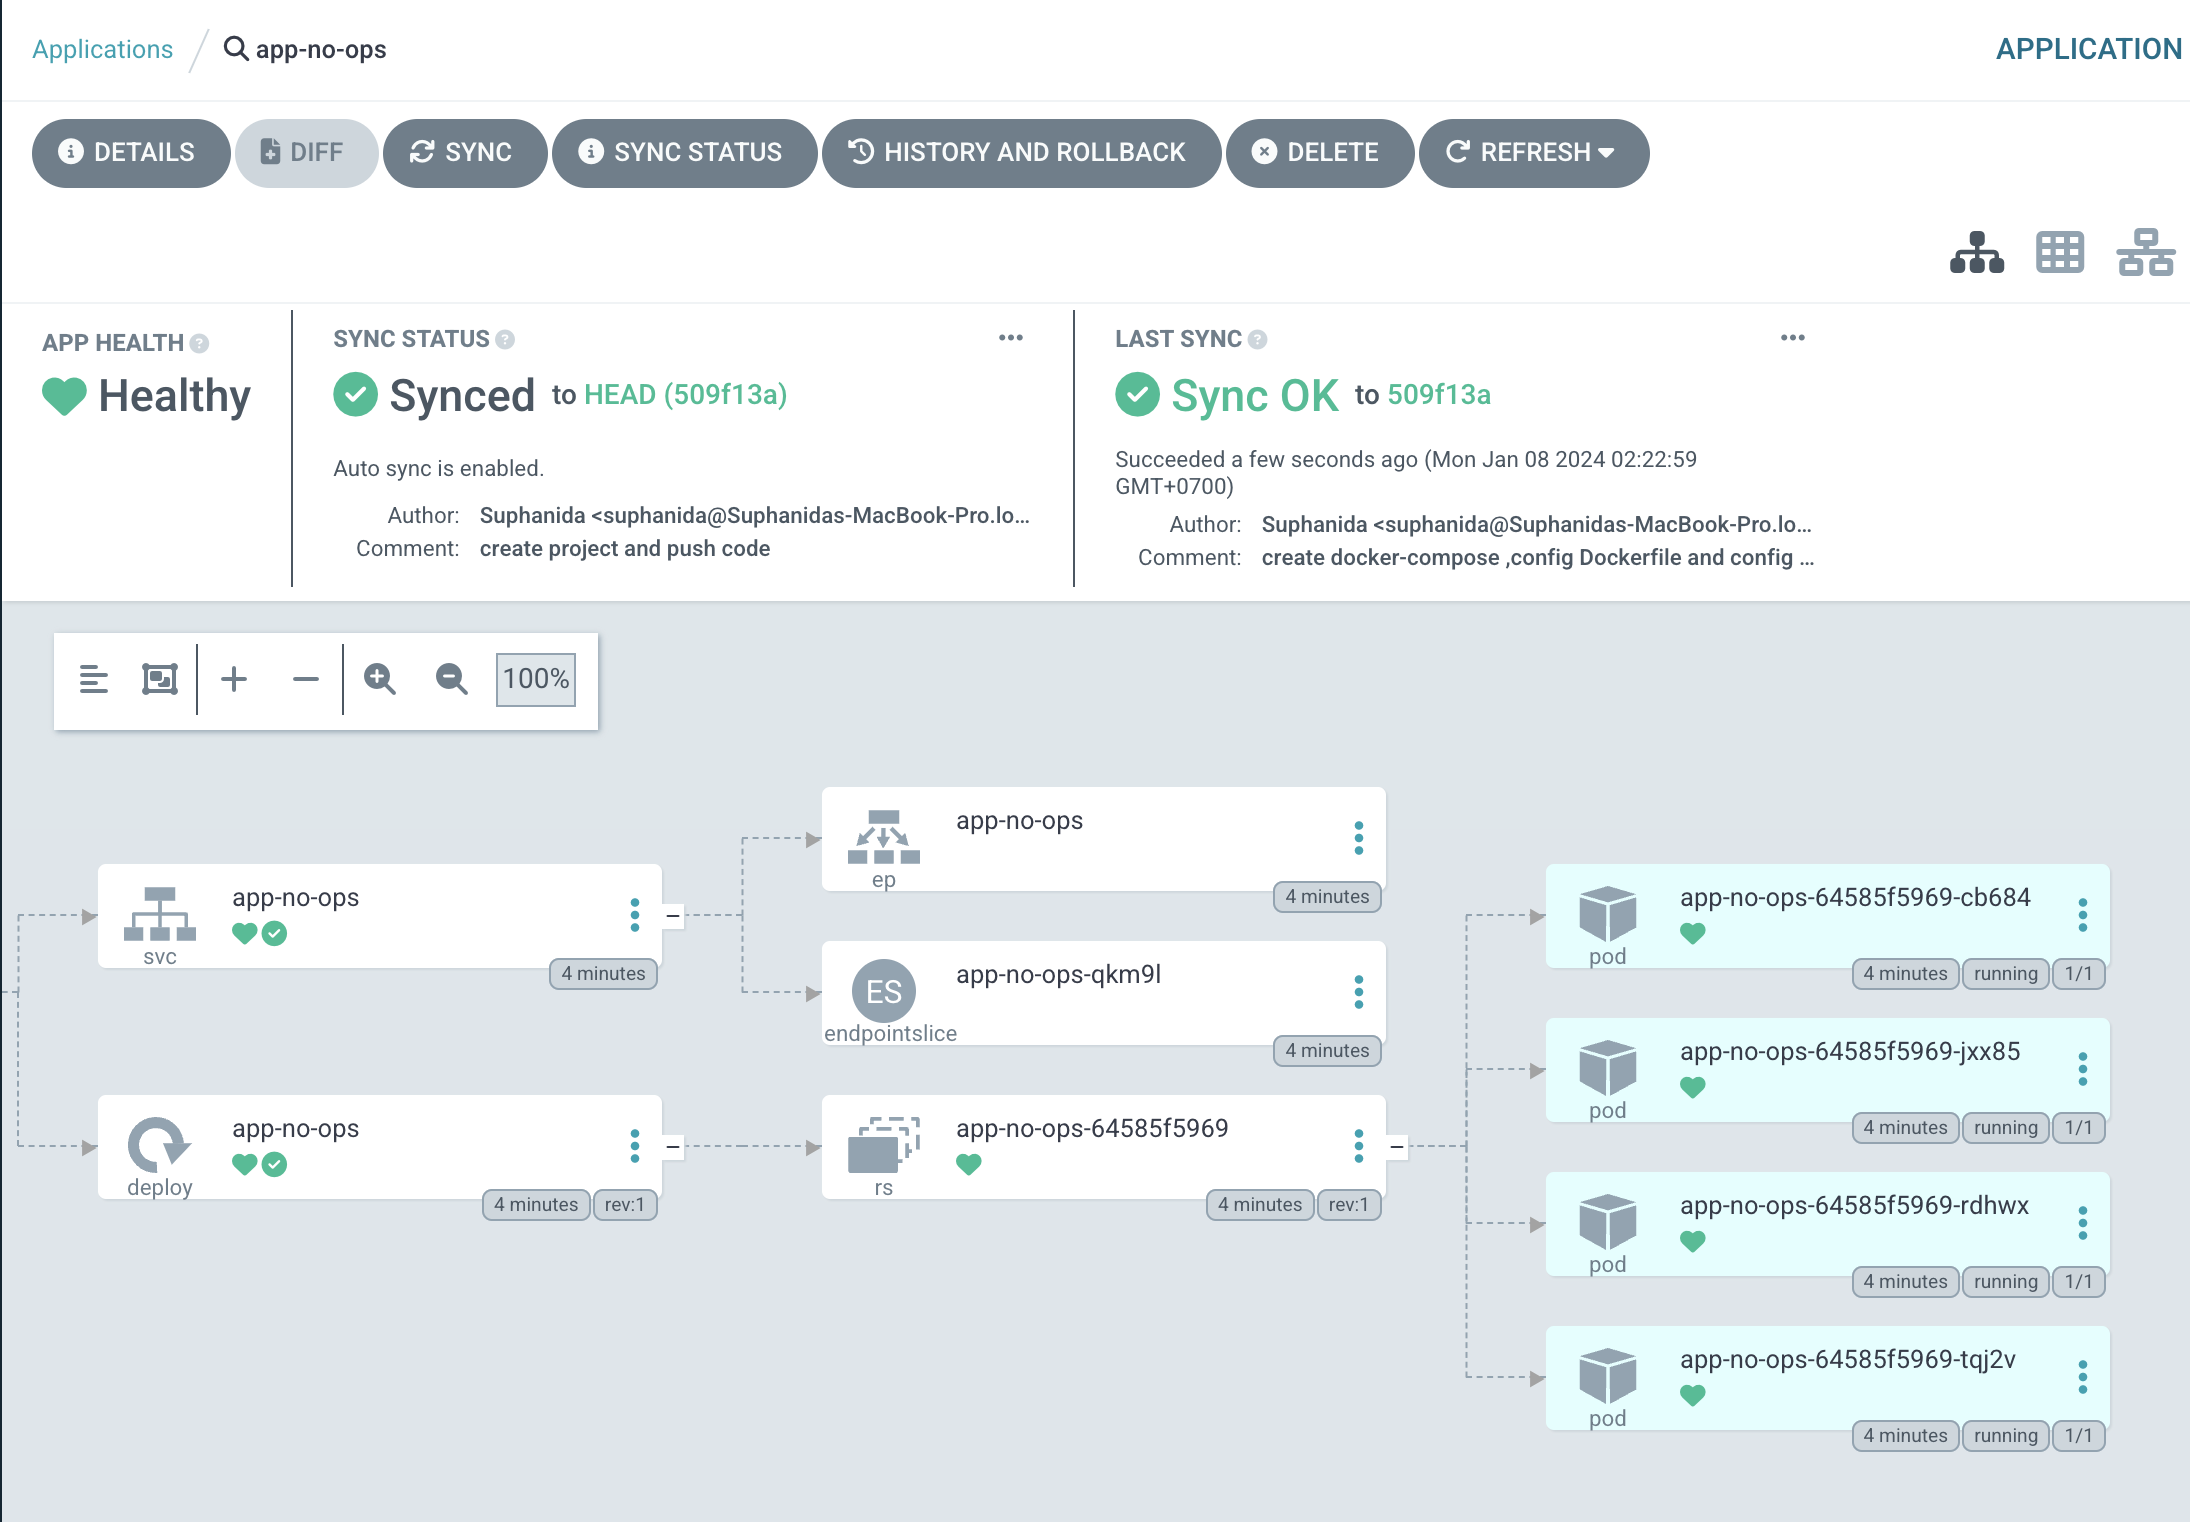 Applications / app-no-ops
APPLICATION
DETAILS
DIFF
SYNC
SYNC STATUS
HISTORY AND ROLLBACK
DELETE
REFRESH
APP HEALTH ?
Healthy
SYNC STATUS ?
Synced to HEAD (509f13a)
Auto sync is enabled.
Author: Suphanida <suphanida@Suphanidas-MacBook-Pro.lo...
Comment: create project and push code
LAST SYNC ?
Sync OK to 509f13a
Succeeded a few seconds ago (Mon Jan 08 2024 02:22:59
GMT+0700)
Author: Suphanida <suphanida@Suphanidas-MacBook-Pro.lo...
Comment: create docker-compose ,config Dockerfile and config ...
100%
app-no-ops
svc
4 minutes
app-no-ops
deploy
4 minutes
rev:1
app-no-ops
ep
4 minutes
ES
app-no-ops-qkm9l
endpointslice
4 minutes
app-no-ops-64585f5969
rs
4 minutes
rev:1
app-no-ops-64585f5969-cb684
pod
4 minutes
running
1/1
app-no-ops-64585f5969-jxx85
pod
4 minutes
running
1/1
app-no-ops-64585f5969-rdhwx
pod
4 minutes
running
1/1
app-no-ops-64585f5969-tqj2v
pod
4 minutes
running
1/1